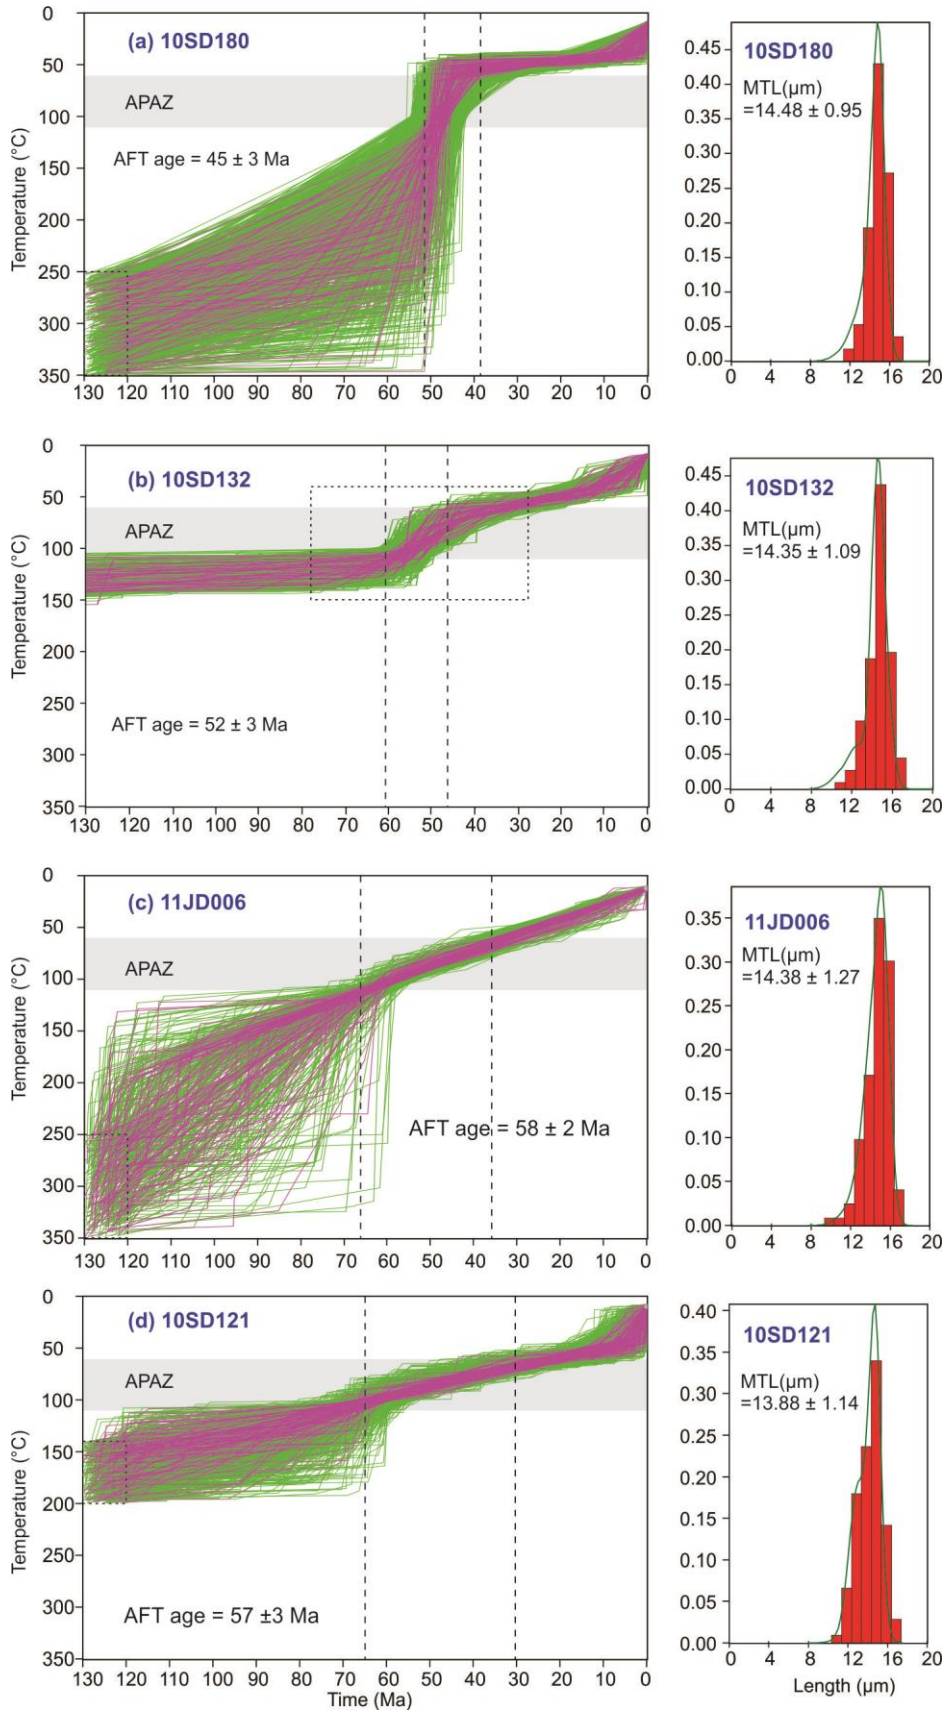 0
50
100
150
200
250
300
350
Temperature (°C)
(a) 10SD180
APAZ
AFT age = 45 ± 3 Ma
130 120 110 100 90 80 70 60 50 40 30 20 10 0
0.45
0.40
0.35
0.30
0.25
0.20
0.15
0.10
0.05
0.00
10SD180
MTL(µm)
=14.48 ± 0.95
0 4 8 12 16 20
0
50
100
150
200
250
300
350
Temperature (°C)
(b) 10SD132
APAZ
AFT age = 52 ± 3 Ma
130 120 110 100 90 80 70 60 50 40 30 20 10 0
0.45
0.40
0.35
0.30
0.25
0.20
0.15
0.10
0.05
0.00
10SD132
MTL(µm)
=14.35 ± 1.09
0 4 8 12 16 20
0
50
100
150
200
250
300
350
Temperature (°C)
(c) 11JD006
APAZ
AFT age = 58 ± 2 Ma
130 120 110 100 90 80 70 60 50 40 30 20 10 0
0.35
0.30
0.25
0.20
0.15
0.10
0.05
0.00
11JD006
MTL(µm)
=14.38 ± 1.27
0 4 8 12 16 20
0
50
100
150
200
250
300
350
Temperature (°C)
(d) 10SD121
APAZ
AFT age = 57 ±3 Ma
130 120 110 100 90 80 70 60 50 40 30 20 10 0
Time (Ma)
0.40
0.35
0.30
0.25
0.20
0.15
0.10
0.05
0.00
10SD121
MTL(µm)
=13.88 ± 1.14
0 4 8 12 16 20
Length (µm)